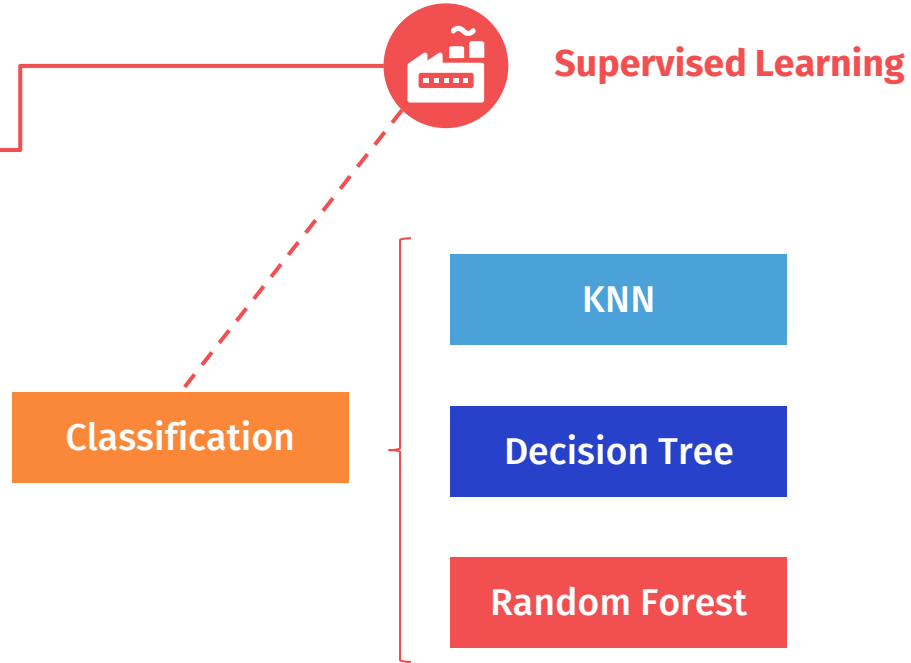 Supervised Learning
KNN
Classification
Decision Tree
Random Forest